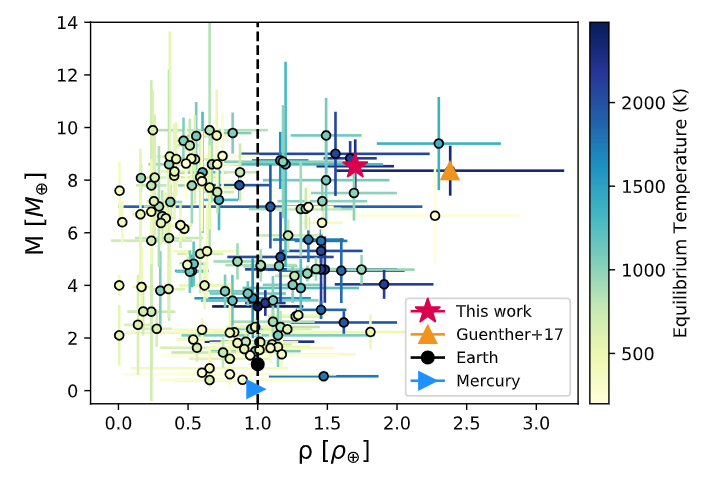 14
12
10
8
6
4
2
0
M [M⊕]
0.0 0.5 1.0 1.5 2.0 2.5 3.0
ρ [ρ⊕]
This work
Guenther+17
Earth
Mercury
2000
1500
1000
500
Equilibrium Temperature (K)